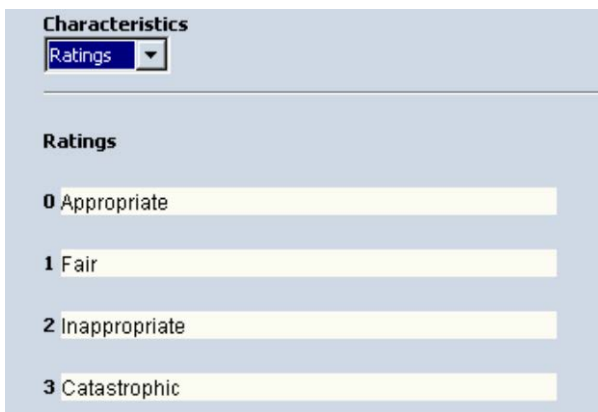 Characteristics
Ratings
Ratings
0 Appropriate
1 Fair
2 Inappropriate
3 Catastrophic